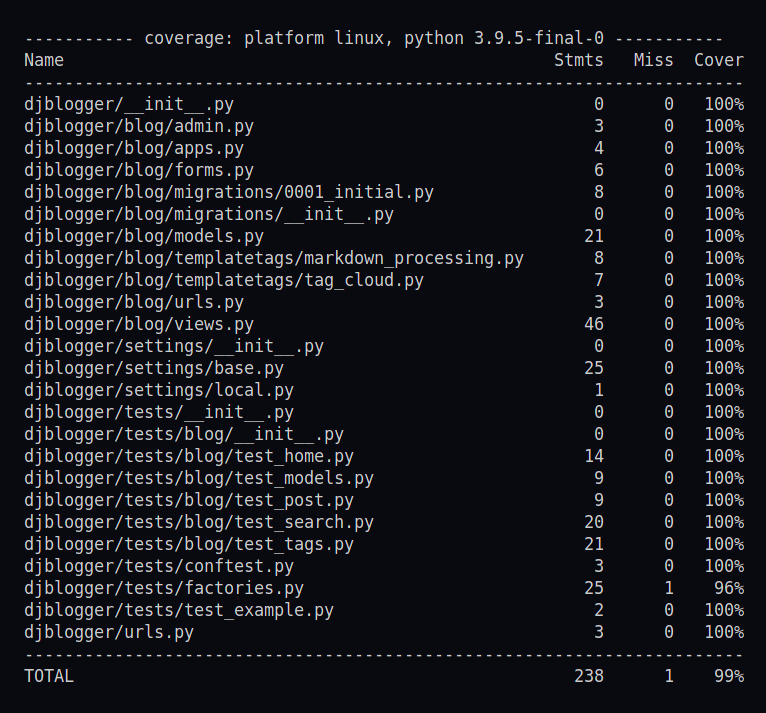 ----------- coverage: platform linux, python 3.9.5-final-0 -----------
Name                                                 Stmts   Miss  Cover
------------------------------------------------------------------------
djblogger/__init__.py                                    0      0   100%
djblogger/blog/admin.py                                  3      0   100%
djblogger/blog/apps.py                                   4      0   100%
djblogger/blog/forms.py                                  6      0   100%
djblogger/blog/migrations/0001_initial.py                8      0   100%
djblogger/blog/migrations/__init__.py                    0      0   100%
djblogger/blog/models.py                                21      0   100%
djblogger/blog/templatetags/markdown_processing.py       8      0   100%
djblogger/blog/templatetags/tag_cloud.py                 7      0   100%
djblogger/blog/urls.py                                   3      0   100%
djblogger/blog/views.py                                 46      0   100%
djblogger/settings/__init__.py                           0      0   100%
djblogger/settings/base.py                              25      0   100%
djblogger/settings/local.py                              1      0   100%
djblogger/tests/__init__.py                              0      0   100%
djblogger/tests/blog/__init__.py                         0      0   100%
djblogger/tests/blog/test_home.py                       14      0   100%
djblogger/tests/blog/test_models.py                      9      0   100%
djblogger/tests/blog/test_post.py                        9      0   100%
djblogger/tests/blog/test_search.py                     20      0   100%
djblogger/tests/blog/test_tags.py                       21      0   100%
djblogger/tests/conftest.py                              3      0   100%
djblogger/tests/factories.py                            25      1    96%
djblogger/tests/test_example.py                          2      0   100%
djblogger/urls.py                                        3      0   100%
------------------------------------------------------------------------
TOTAL                                                  238      1    99%